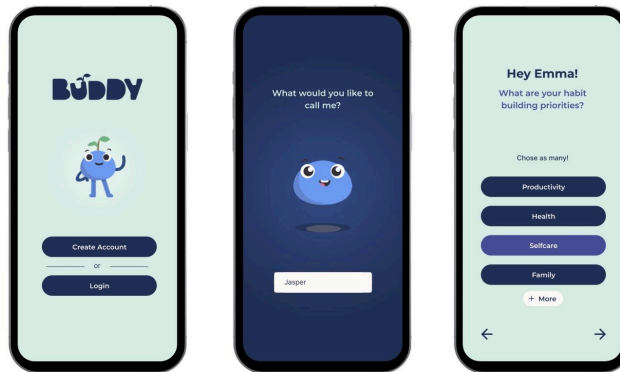 BUDDY
Create Account
or
Login
What would you like to
call me?
Jasper
Hey Emma!
What are your habit
building priorities?
Chose as many!
Productivity
Health
Selfcare
Family
+ More